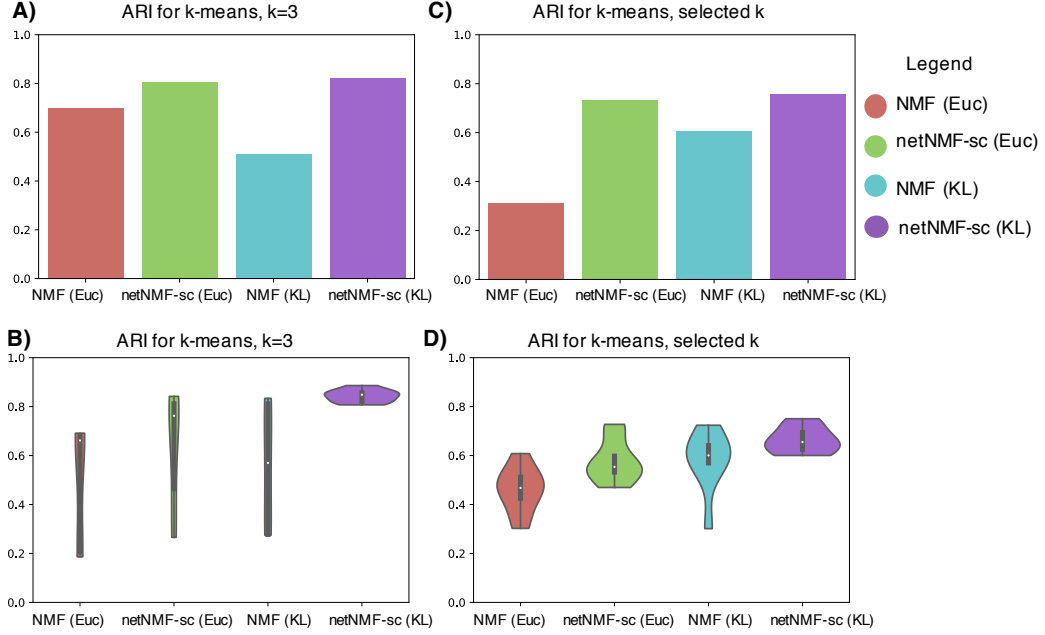 A)
ARI for k-means, k=3
1.0
0.8
0.6
0.4
0.2
0.0
NMF (Euc)
netNMF-sc (Euc)
NMF (KL)
netNMF-sc (KL)
C)
ARI for k-means, selected k
1.0
0.8
0.6
0.4
0.2
0.0
NMF (Euc)
netNMF-sc (Euc)
NMF (KL)
netNMF-sc (KL)
Legend
NMF (Euc)
netNMF-sc (Euc)
NMF (KL)
netNMF-sc (KL)
B)
ARI for k-means, k=3
1.0
0.8
0.6
0.4
0.2
0.0
NMF (Euc)
netNMF-sc (Euc)
NMF (KL)
netNMF-sc (KL)
D)
ARI for k-means, selected k
1.0
0.8
0.6
0.4
0.2
0.0
NMF (Euc)
netNMF-sc (Euc)
NMF (KL)
netNMF-sc (KL)